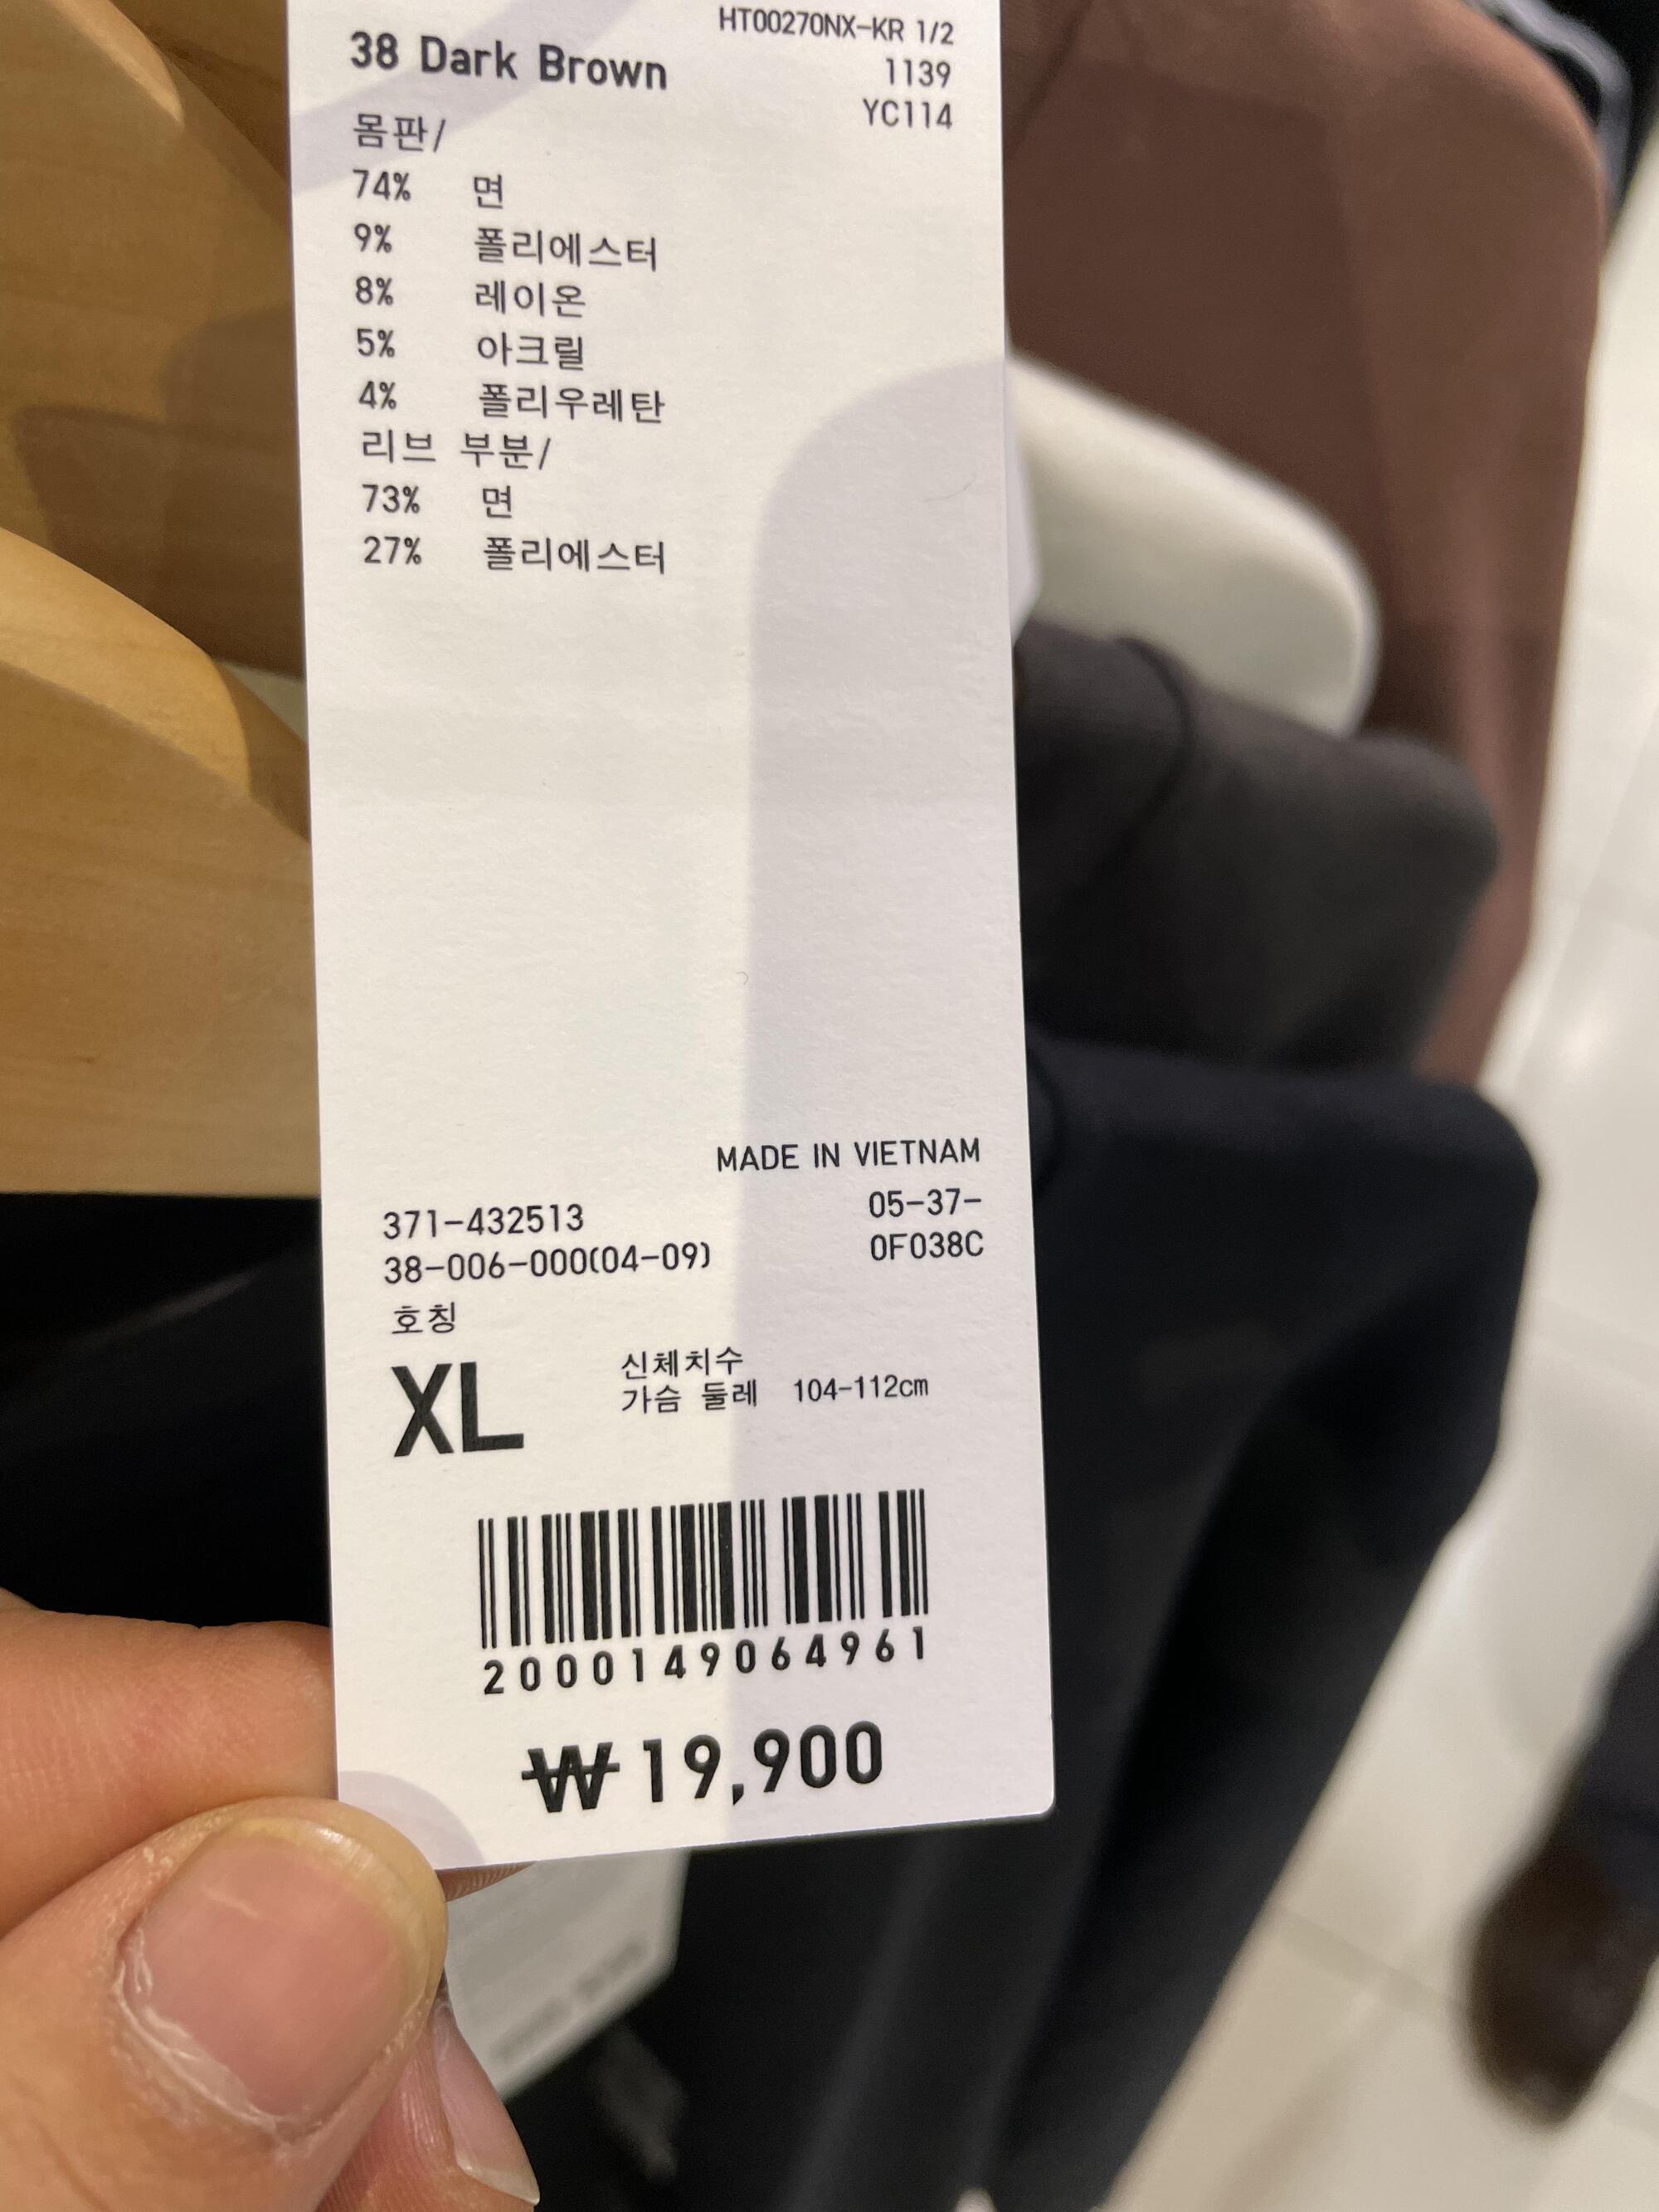 HT00270NX-KR 1/2
38 Dark Brown
1139
YC114
몸판/
74% 면
9% 폴리에스터
8% 레이온
5% 아크릴
4% 폴리우레탄
리브 부분/
73% 면
27% 폴리에스터
MADE IN VIETNAM
371-432513
05-37-
38-006-000(04-09)
0F038C
호칭
XL
신체치수
가슴 둘레 104-112cm
2000149064961
₩19,900